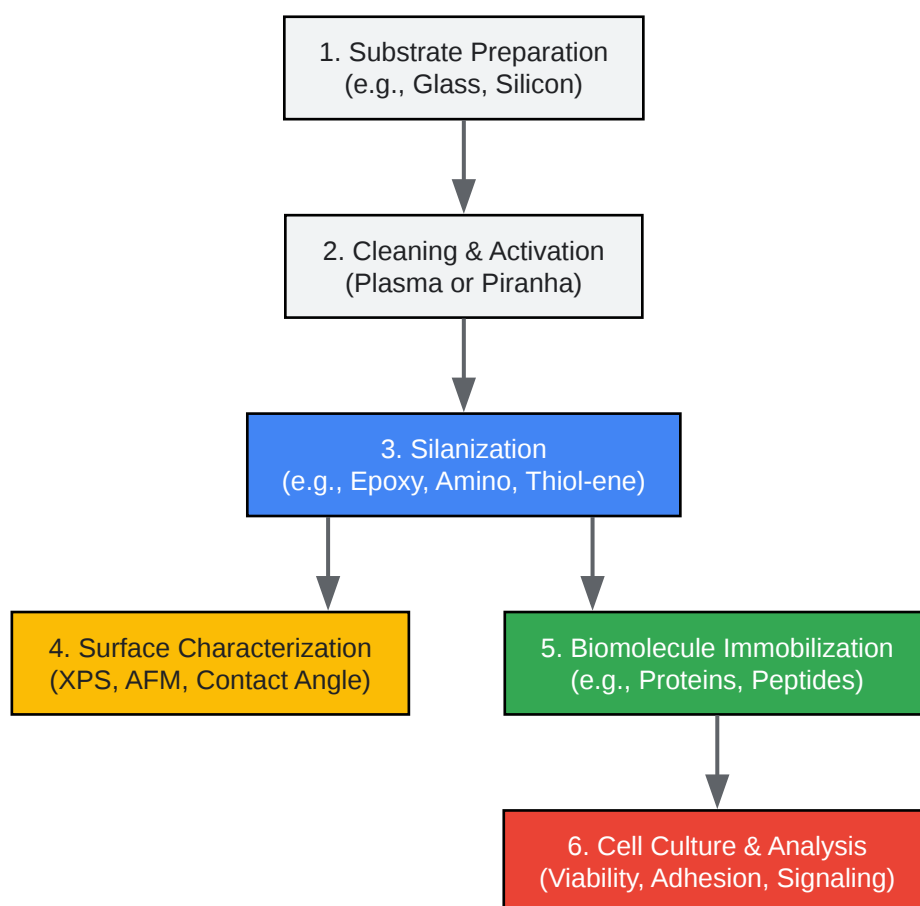 1. Substrate Preparation
(e.g., Glass, Silicon)
2. Cleaning & Activation
(Plasma or Piranha)
3. Silanization
(e.g., Epoxy, Amino, Thiol-ene)
4. Surface Characterization
(XPS, AFM, Contact Angle)
5. Biomolecule Immobilization
(e.g., Proteins, Peptides)
6. Cell Culture & Analysis
(Viability, Adhesion, Signaling)